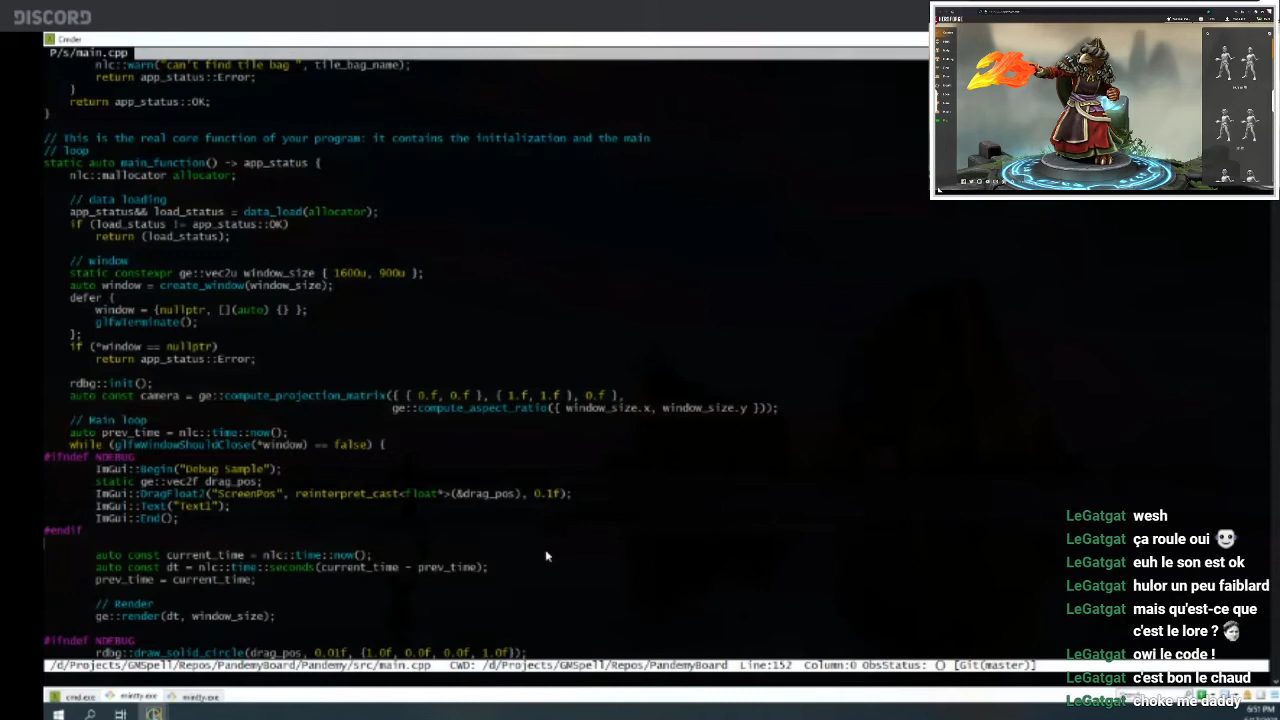 DISCORD
Cmder
P/s/main.cpp
nlc::warn("can't find tile bag ", tile_bag_name);
return app_status::Error;
}
return app_status::OK;
}
// This is the real core function of your program: it contains the initialization and the main
// loop
static auto main_function() -> app_status {
nlc::mallocator allocator;
// data loading
app_status&& load_status = data_load(allocator);
if (load_status != app_status::OK)
return (load_status);
// window
static constexpr ge::vec2u window_size { 1600u, 900u };
auto window = create_window(window_size);
defer {
window = {nullptr, [](auto) {} };
glfwTerminate();
};
if (*window == nullptr)
return app_status::Error;
rdbg::init();
auto const camera = ge::compute_projection_matrix({ { 0.f, 0.f }, { 1.f, 1.f }, 0.f },
ge::compute_aspect_ratio({ window_size.x, window_size.y }));
// Main loop
auto prev_time = nlc::time::now();
while (glfwWindowShouldClose(*window) == false) {
#ifndef NDEBUG
ImGui::Begin("Debug Sample");
static ge::vec2f drag_pos;
ImGui::DragFloat2("ScreenPos", reinterpret_cast<float*>(&drag_pos), 0.1f);
ImGui::Text("Text1");
ImGui::End();
#endif
auto const current_time = nlc::time::now();
auto const dt = nlc::time::seconds(current_time - prev_time);
prev_time = current_time;
// Render
ge::render(dt, window_size);
#ifndef NDEBUG
rdbg::draw_solid_circle(drag_pos, 0.01f, {1.0f, 0.0f, 0.0f, 1.0f});
/d/Projects/GMSpell/Repos/PandemyBoard/Pandemy/src/main.cpp CWD: /d/Projects/GMSpell/Repos/PandemyBoard Line:152 Column:0 ObsStatus: () [Git(master)]
cmd.exe mintty.exe mintty.exe
6:51 PM
HEROFORGE
LeGatgat wesh
LeGatgat ça roule oui
LeGatgat euh le son est ok
LeGatgat hulor un peu faiblard
LeGatgat mais qu'est-ce que
c'est le lore ?
LeGatgat owi le code !
LeGatgat c'est bon le chaud
LeGatgat choke me daddy